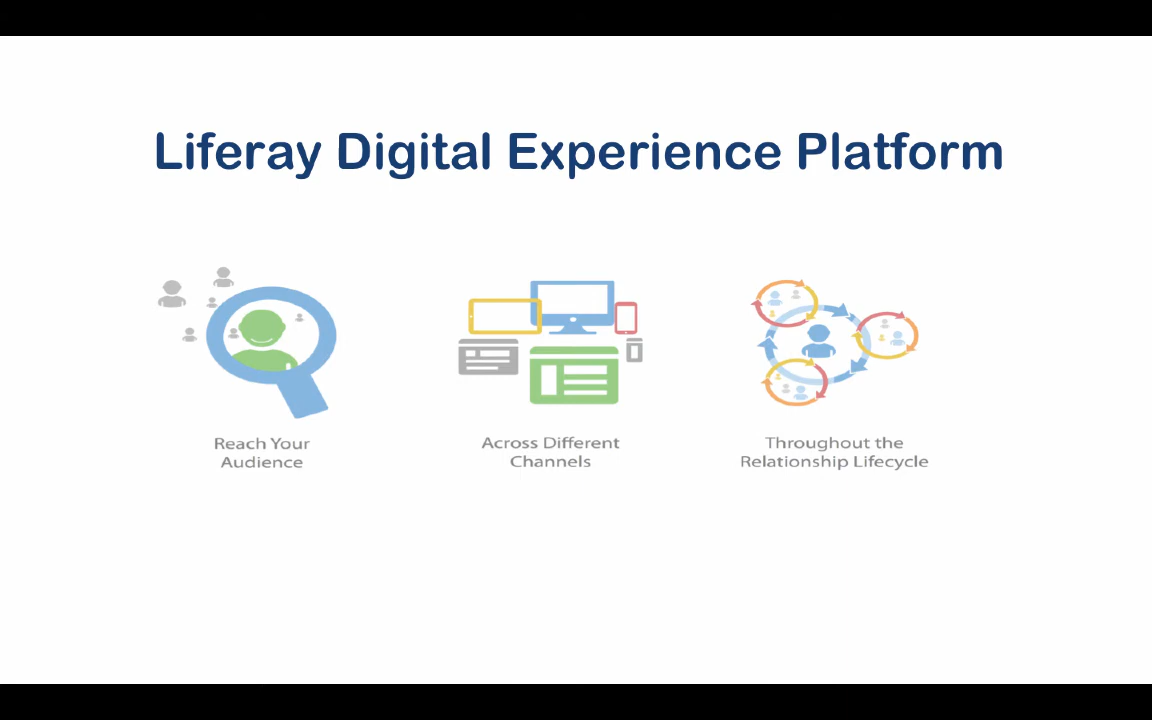 Liferay Digital Experience Platform
Reach Your
Audience
Across Different
Channels
Throughout the
Relationship Lifecycle